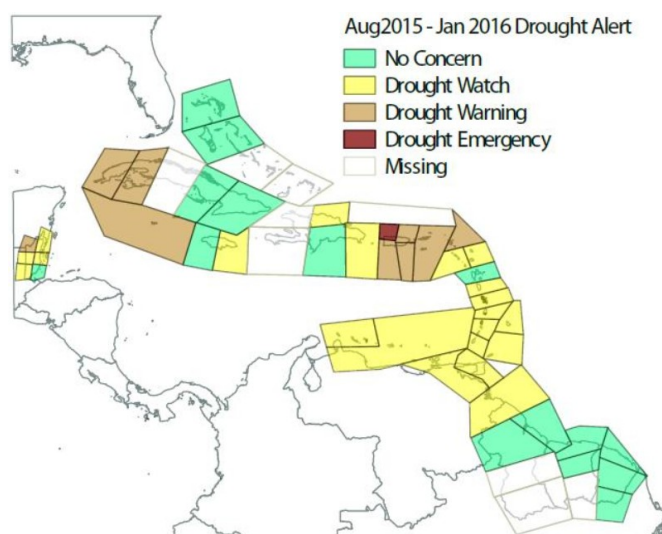 Aug2015 - Jan 2016 Drought Alert
No Concern
Drought Watch
Drought Warning
Drought Emergency
Missing